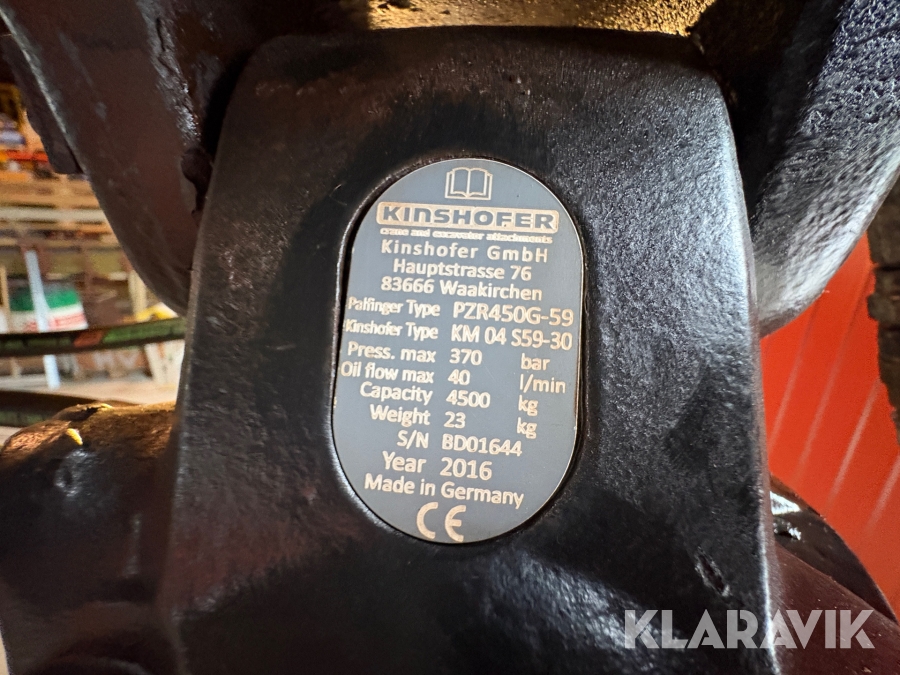 KINSHOFER
crane and excavator attachments
Kinshofer GmbH
Hauptstrasse 76
83666 Waakirchen
Palfinger Type PZR450G-59
Kinshofer Type KM 04 S59-30
Press. max 370 bar
Oil flow max 40 l/min
Capacity 4500 kg
Weight 23 kg
S/N BD01644
Year 2016
Made in Germany
CE
KLARAVIK